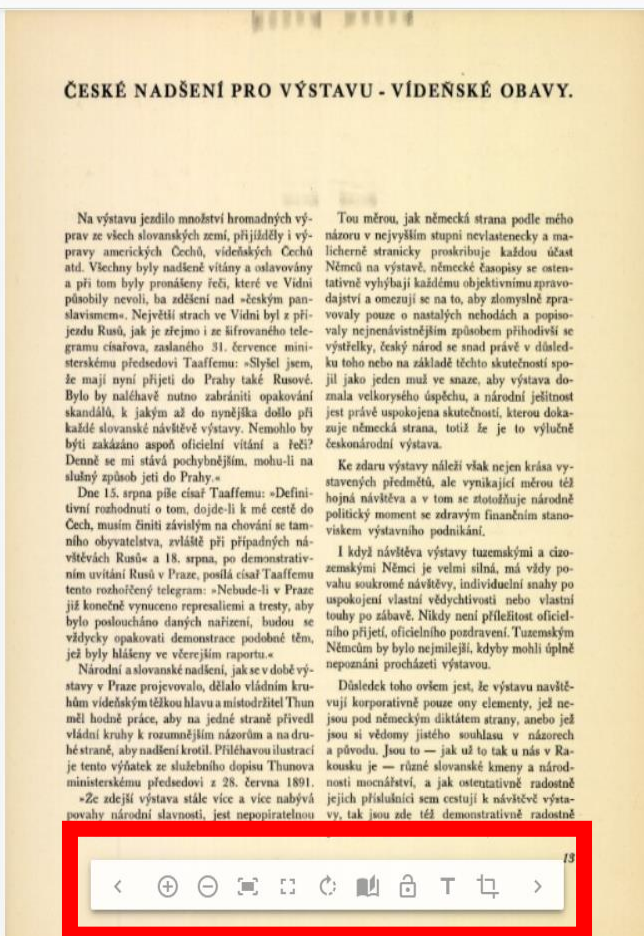 ČESKÉ NADŠENÍ PRO VÝSTAVU - VÍDEŇSKÉ OBAVY.
Na výstavu jezdilo množství hromadných vý-
prav ze všech slovanských zemí, přijížděly i vý-
pravy amerických Čechů, vídeňských Čechů
atd. Všechny byly nadšeně vítány a oslavovány
a při tom byly pronášeny řeči, které ve Vídni
působily nevoli, ba zděšení nad »českým pan-
slavismem«. Největší strach ve Vídni byl z pří-
jezdu Rusů, jak je zřejmo i ze šifrovaného tele-
gramu císařova, zaslaného 31. července mini-
sterskému předsedovi Taaffemu: »Slyšel jsem,
že mají nyní přijeti do Prahy také Rusové.
Bylo by naléhavě nutno zabrániti opakování
skandálů, k jakým až do nynějška došlo při
každé slovanské návštěvě výstavy. Nemohlo by
býti zakázáno aspoň oficielní vítání a řeči?
Denně se mi stává pochybnějším, mohu-li na
slušný způsob jeti do Prahy.«
Dne 15. srpna píše císař Taaffemu: »Defini-
tivní rozhodnutí o tom, dojde-li k mé cestě do
Čech, musím činiti závislým na chování se tam-
ního obyvatelstva, zvláště při případných ná-
vštěvách Rusů« a 18. srpna, po demonstrativ-
ním uvítání Rusů v Praze, posílá císař Taaffemu
tento rozhořčený telegram: »Nebude-li v Praze
již konečně vynuceno represaliemi a tresty, aby
bylo posloucháno daných nařízení, budou se
vždycky opakovati demonstrace podobné těm,
jež byly hlášeny ve včerejším raportu.«
Národní a slovanské nadšení, jak se v době vý-
stavy v Praze projevovalo, dělalo vládním kru-
hům vídeňským těžkou hlavu a místodržitel Thun
měl hodně práce, aby na jedné straně přivedl
vládní kruhy k rozumnějším názorům a na dru-
hé straně, aby nadšení krotil. Přiléhavou ilustrací
je tento výňatek ze služebního dopisu Thunova
ministerskému předsedovi z 28. června 1891.
»Že zdejší výstava stále více a více nabývá
povahy národní slavnosti, jest nepopiratelnou
Tou měrou, jak německá strana podle mého
názoru v nejvyšším stupni nevlastenecky a ma-
licherně stranicky proskribuje každou účast
Němců na výstavě, německé časopisy se osten-
tativně vyhýbají každému objektivnímu zpravo-
dajství a omezují se na to, aby zlomyslně zpra-
vovaly pouze o nastalých nehodách a popiso-
valy nejnenávistnějším způsobem přihodivší se
výstřelky, český národ se snad právě v důsled-
ku toho nebo na základě těchto skutečností spo-
jil jako jeden muž ve snaze, aby výstava do-
znala velkorysého úspěchu, a národní ješitnost
jest právě uspokojena skutečností, kterou doka-
zuje německá strana, totiž že je to výlučně
českonárodní výstava.
Ke zdaru výstavy náleží však nejen krása vy-
stavených předmětů, ale vynikající měrou též
hojná návštěva a v tom se ztotožňuje národně
politický moment se zdravým finančním stano-
viskem výstavního podnikání.
I když návštěva výstavy tuzemskými a cizo-
zemskými Němci je velmi silná, má vždy po-
vahu soukromé návštěvy, individuelní snahy po
uspokojení vlastní vědychtivosti nebo vlastní
touhy po zábavě. Nikdy není příležitost oficiel-
ního přijetí, oficielního pozdravení. Tuzemským
Němcům by bylo nejmilejší, kdyby mohli úplně
nepoznáni procházeti výstavou.
Důsledek toho ovšem jest, že výstavu navště-
vují korporativně pouze ony elementy, jež ne-
jsou pod německým diktátem strany, anebo jež
jsou si vědomy jistého souhlasu v názorech
a původu. Jsou to — jak už to tak u nás v Ra-
kousku je — různé slovanské kmeny a národ-
nosti mocnářství, a jak ostentativně radostně
jejich příslušníci sem cestují k návštěvě výsta-
vy, tak jsou zde též demonstrativně radostně
13